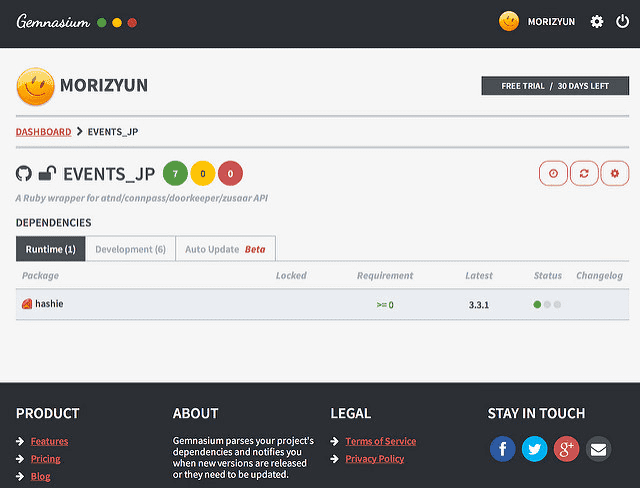 Gemnasium
MORIZYUN
MORIZYUN
FREE TRIAL / 30 DAYS LEFT
DASHBOARD EVENTS_JP
EVENTS_JP 7 0 0
A Ruby wrapper for atnd/connpass/doorkeeper/zusaar API
DEPENDENCIES
Runtime (1) Development (6) Auto Update Beta
Package Locked Requirement Latest Status Changelog
hashie >= 0 3.3.1
PRODUCT
Features
Pricing
Blog
ABOUT
Gemnasium parses your project's
dependencies and notifies you
when new versions are released
or they need to be updated.
LEGAL
Terms of Service
Privacy Policy
STAY IN TOUCH
f g+